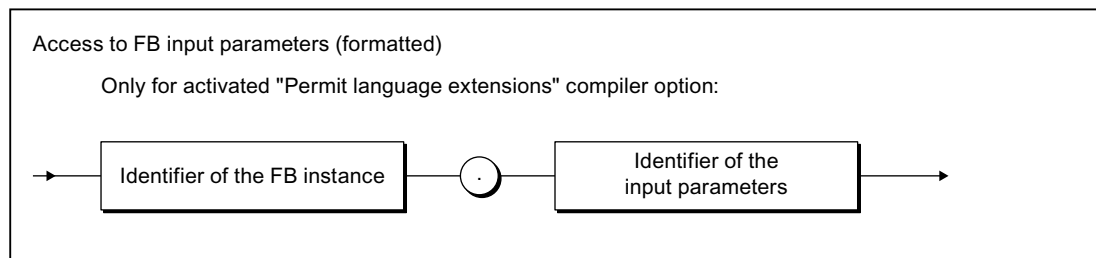 Access to FB input parameters (formatted)
Only for activated "Permit language extensions" compiler option:
Identifier of the FB instance
.
Identifier of the
input parameters